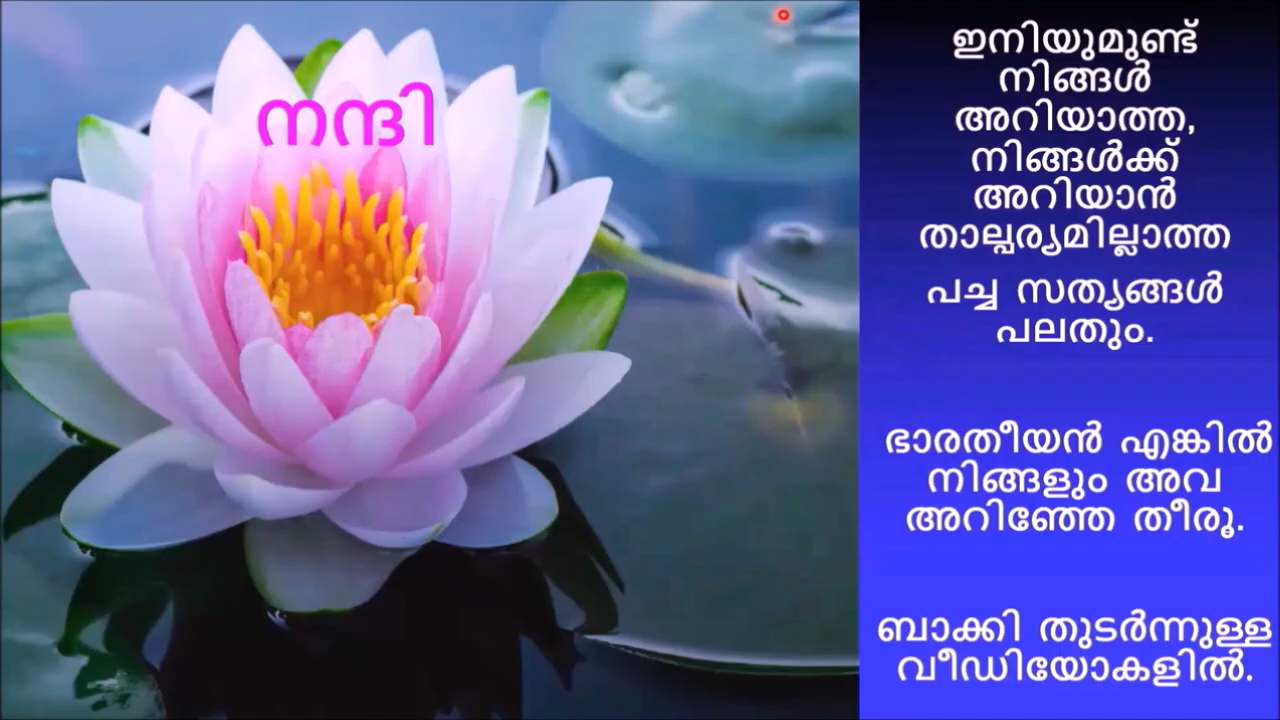 നന്ദി
ഇനിയുമുണ്ട്
നിങ്ങൾ
അറിയാത്ത,
നിങ്ങൾക്ക്
അറിയാൻ
താല്പര്യമില്ലാത്ത
പച്ച സത്യങ്ങൾ
പലതും.
ഭാരതീയൻ എങ്കിൽ
നിങ്ങളും അവ
അറിഞ്ഞേ തീരൂ.
ബാക്കി തുടർന്നുള്ള
വീഡിയോകളിൽ.